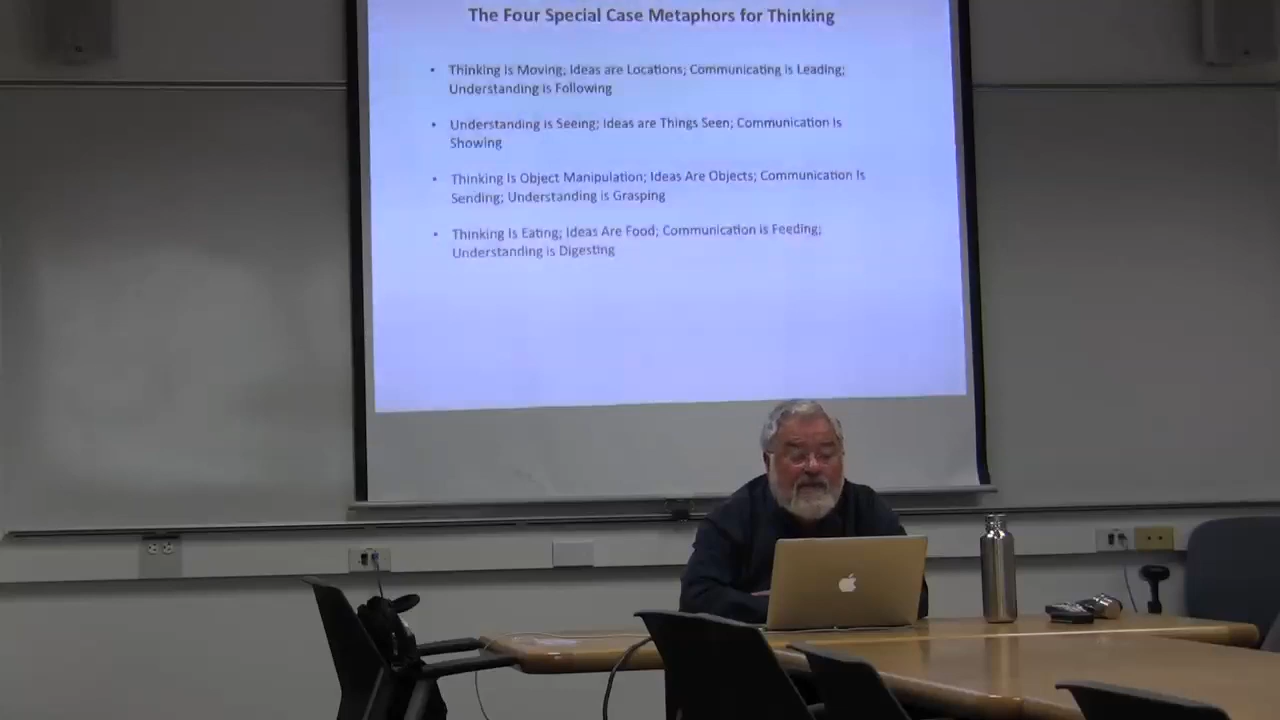 The Four Special Case Metaphors for Thinking
• Thinking is Moving; Ideas are Locations; Communicating is Leading;
Understanding is Following
• Understanding is Seeing; Ideas are Things Seen; Communication Is
Showing
• Thinking Is Object Manipulation; Ideas Are Objects; Communication Is
Sending; Understanding is Grasping
• Thinking Is Eating; Ideas Are Food; Communication is Feeding;
Understanding is Digesting